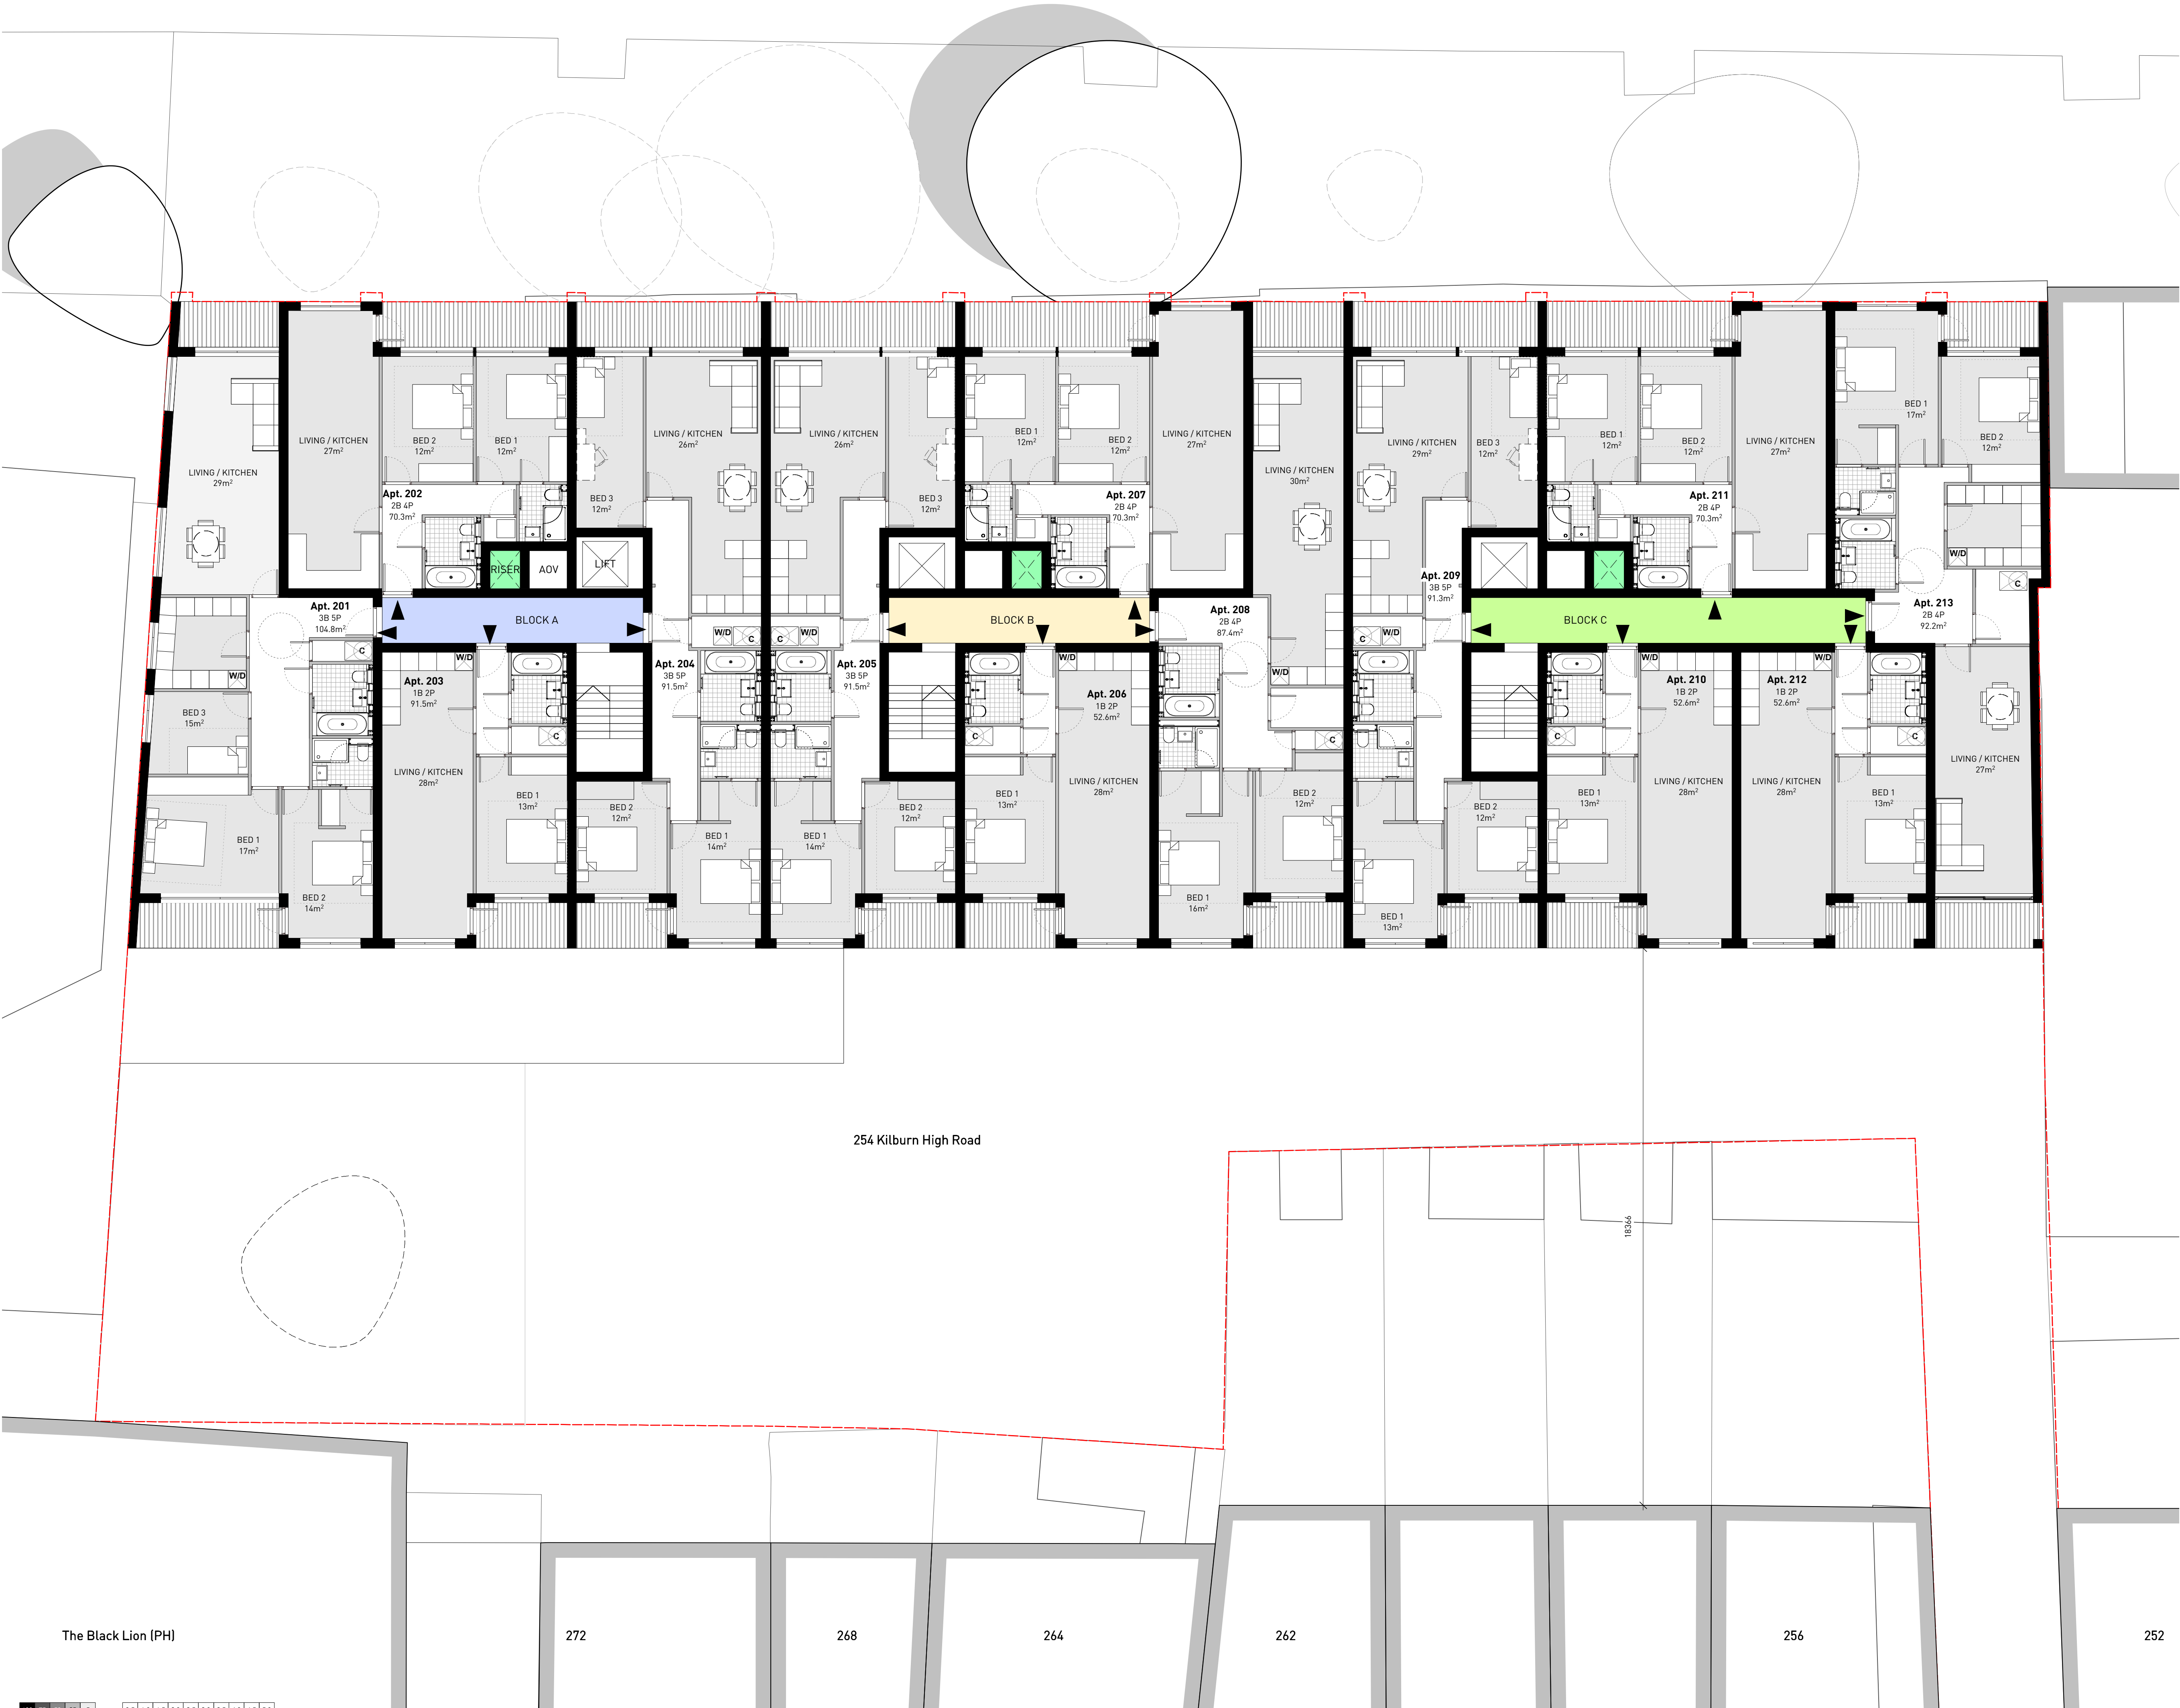 LIVING / KITCHEN
29m²
LIVING / KITCHEN
27m²
BED 2
12m²
BED 1
12m²
Apt. 202
2B 4P
70.3m²
RISER
AOV
LIFT
BED 3
12m²
LIVING / KITCHEN
26m²
LIVING / KITCHEN
26m²
BED 3
12m²
BED 1
12m²
BED 2
12m²
Apt. 207
2B 4P
70.3m²
LIVING / KITCHEN
27m²
LIVING / KITCHEN
30m²
LIVING / KITCHEN
29m²
BED 3
12m²
BED 1
12m²
BED 2
12m²
Apt. 211
2B 4P
70.3m²
LIVING / KITCHEN
27m²
BED 1
17m²
BED 2
12m²
W/D
C
Apt. 201
3B 5P
104.8m²
C
W/D
BLOCK A
W/D
C
C
W/D
BLOCK B
Apt. 208
2B 4P
87.4m²
W/D
C
Apt. 209
3B 5P
91.3m²
C
W/D
BLOCK C
Apt. 213
2B 4P
92.2m²
BED 3
15m²
BED 1
17m²
BED 2
14m²
W/D
Apt. 203
1B 2P
91.5m²
LIVING / KITCHEN
28m²
C
BED 1
13m²
Apt. 204
3B 5P
91.5m²
BED 2
12m²
BED 1
14m²
Apt. 205
3B 5P
91.5m²
BED 1
14m²
BED 2
12m²
C
BED 1
13m²
W/D
Apt. 206
1B 2P
52.6m²
LIVING / KITCHEN
28m²
BED 1
16m²
BED 2
12m²
BED 1
13m²
BED 2
12m²
C
BED 1
13m²
W/D
Apt. 210
1B 2P
52.6m²
LIVING / KITCHEN
28m²
Apt. 212
1B 2P
52.6m²
W/D
LIVING / KITCHEN
28m²
C
BED 1
13m²
LIVING / KITCHEN
27m²
254 Kilburn High Road
18366
The Black Lion (PH)
272
268
264
262
256
252